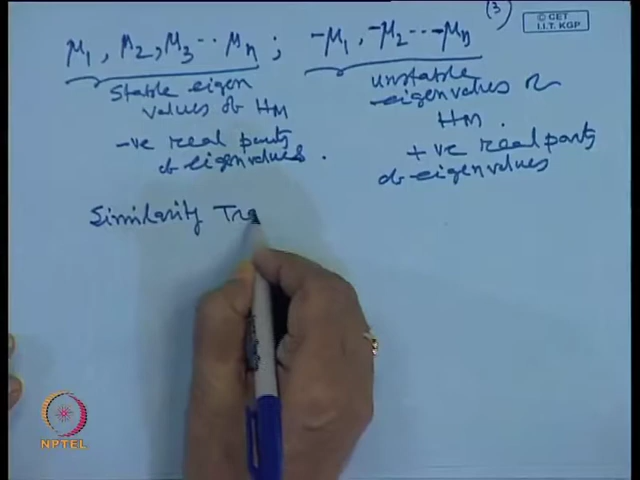 (3)
© CET
I.I.T. KGP
μ1, μ2, μ3 ·· μn ; -μ1, -μ2 ··· -μn
Stable eigen values of HM
-ve real parts of eigenvalues.
unstable eigenvalues of HM.
+ve real parts of eigenvalues
Similarity Tra
NPTEL